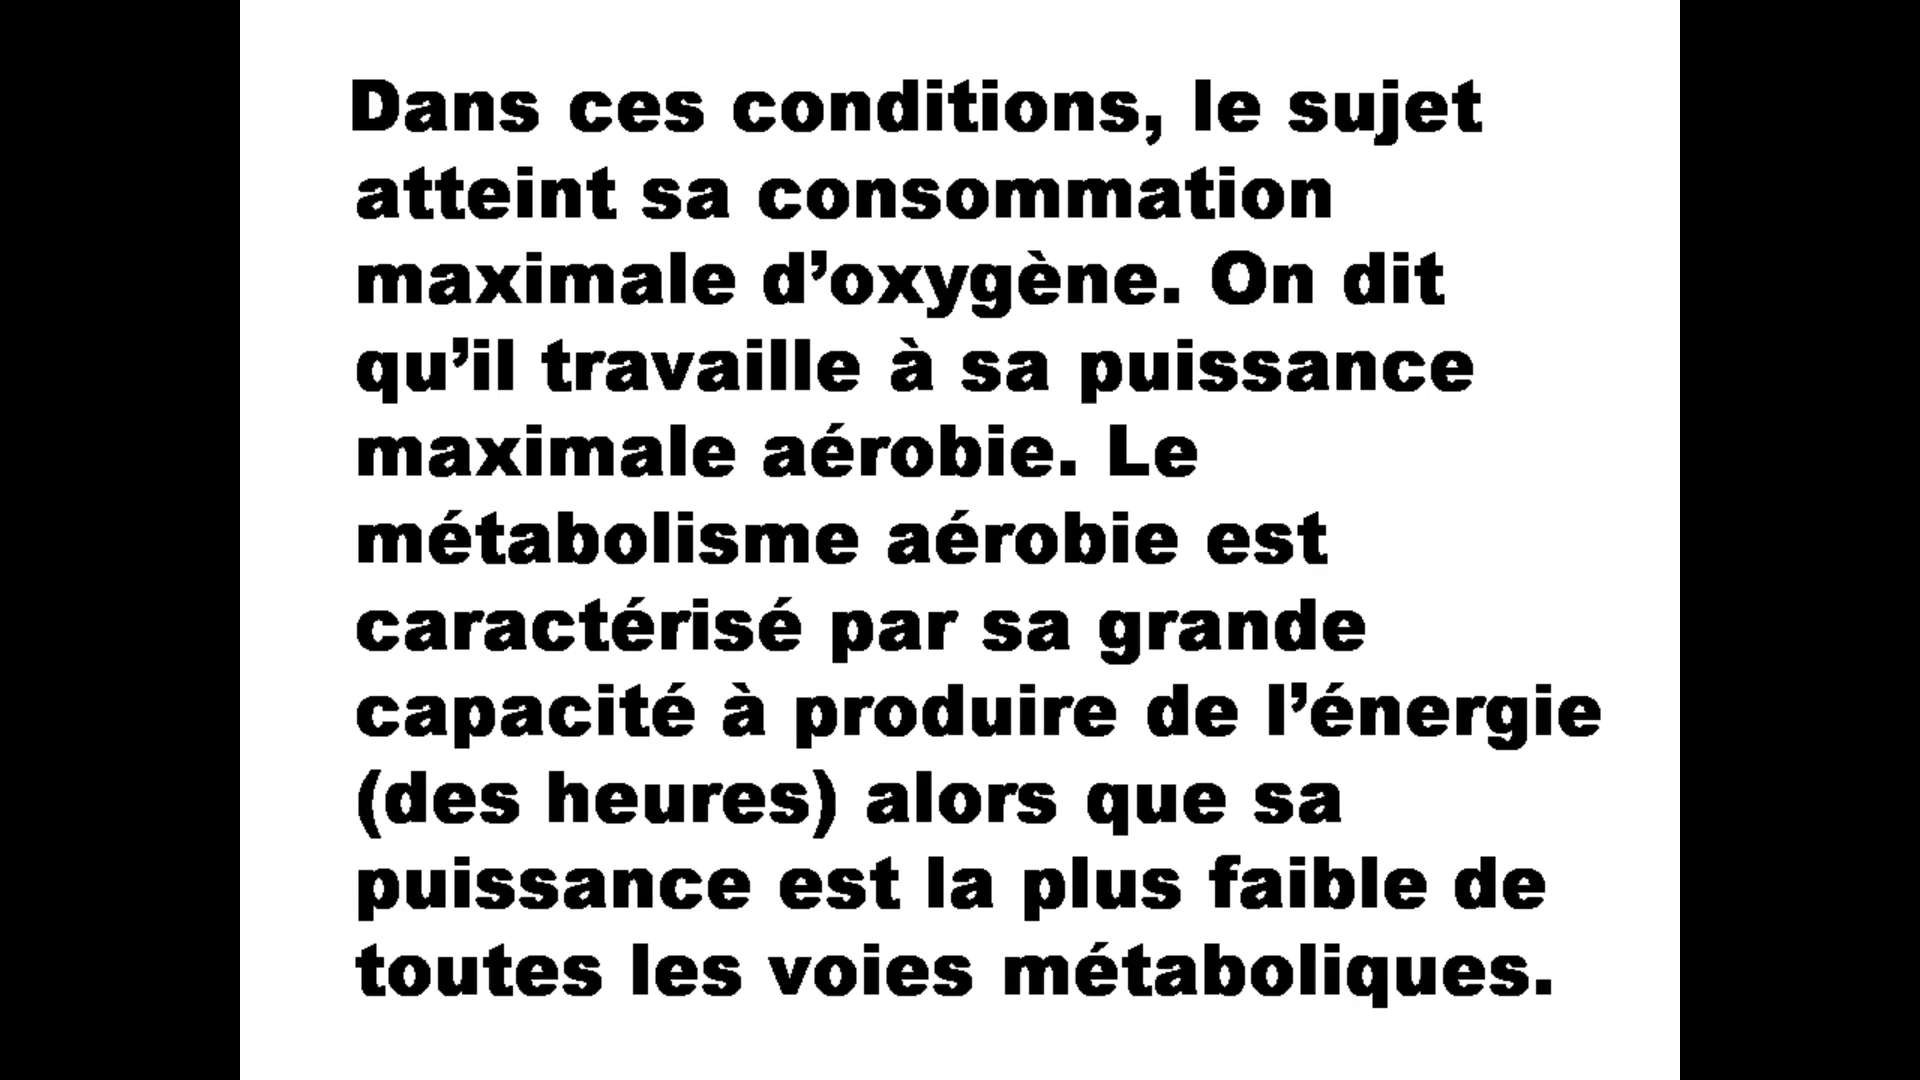 Dans ces conditions, le sujet
atteint sa consommation
maximale d’oxygène. On dit
qu’il travaille à sa puissance
maximale aérobie. Le
métabolisme aérobie est
caractérisé par sa grande
capacité à produire de l’énergie
(des heures) alors que sa
puissance est la plus faible de
toutes les voies métaboliques.